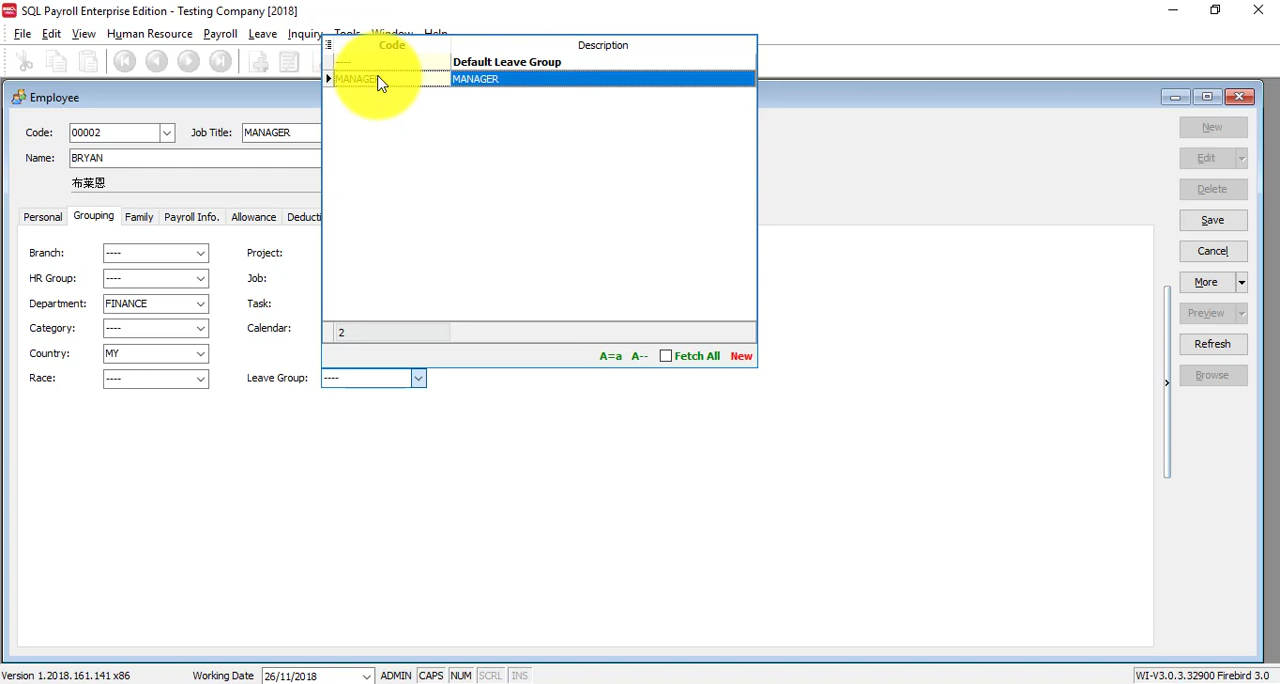 SQL Payroll Enterprise Edition - Testing Company [2018]
File Edit View Human Resource Payroll Leave Inquiry Tools Window Help
Code Description
---- Default Leave Group
MANAGER MANAGER
Employee
Code: 00002 Job Title: MANAGER
New
Name: BRYAN
Edit
布莱恩
Delete
Personal Grouping Family Payroll Info. Allowance Deducti
Save
Branch: ---- Project:
Cancel
HR Group: ---- Job:
More
Department: FINANCE Task:
Preview
Category: ---- Calendar:
2
Refresh
Country: MY
A=a A-- Fetch All New
Race: ---- Leave Group: ----
Browse
Version 1.2018.161.141 x86 Working Date 26/11/2018 ADMIN CAPS NUM SCRL INS WI-V3.0.3.32900 Firebird 3.0